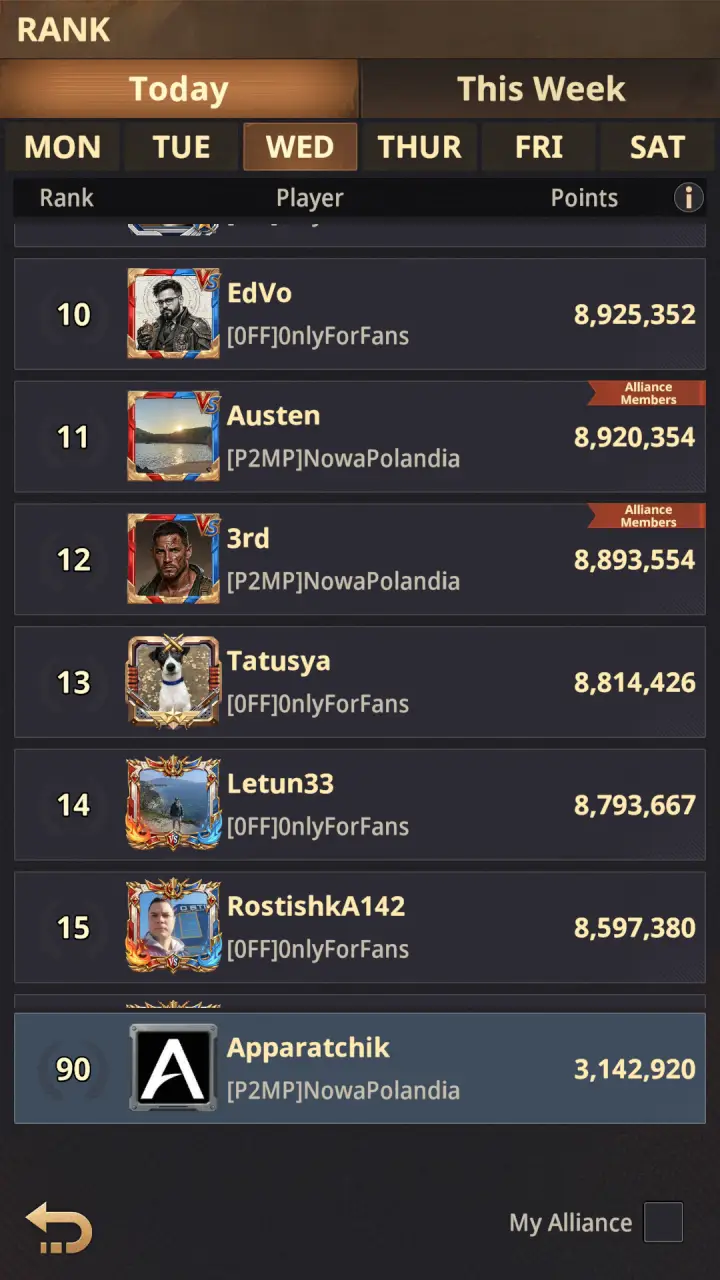 RANK
Today
This Week
MON
TUE
WED
THUR
FRI
SAT
Rank
Player
Points
10
EdVo
[0FF]0nlyForFans
8,925,352
11
Austen
[P2MP]NowaPolandia
Alliance
Members
8,920,354
12
3rd
[P2MP]NowaPolandia
Alliance
Members
8,893,554
13
Tatusya
[0FF]0nlyForFans
8,814,426
14
Letun33
[0FF]0nlyForFans
8,793,667
15
RostishkA142
[0FF]0nlyForFans
8,597,380
90
Apparatchik
[P2MP]NowaPolandia
3,142,920
My Alliance